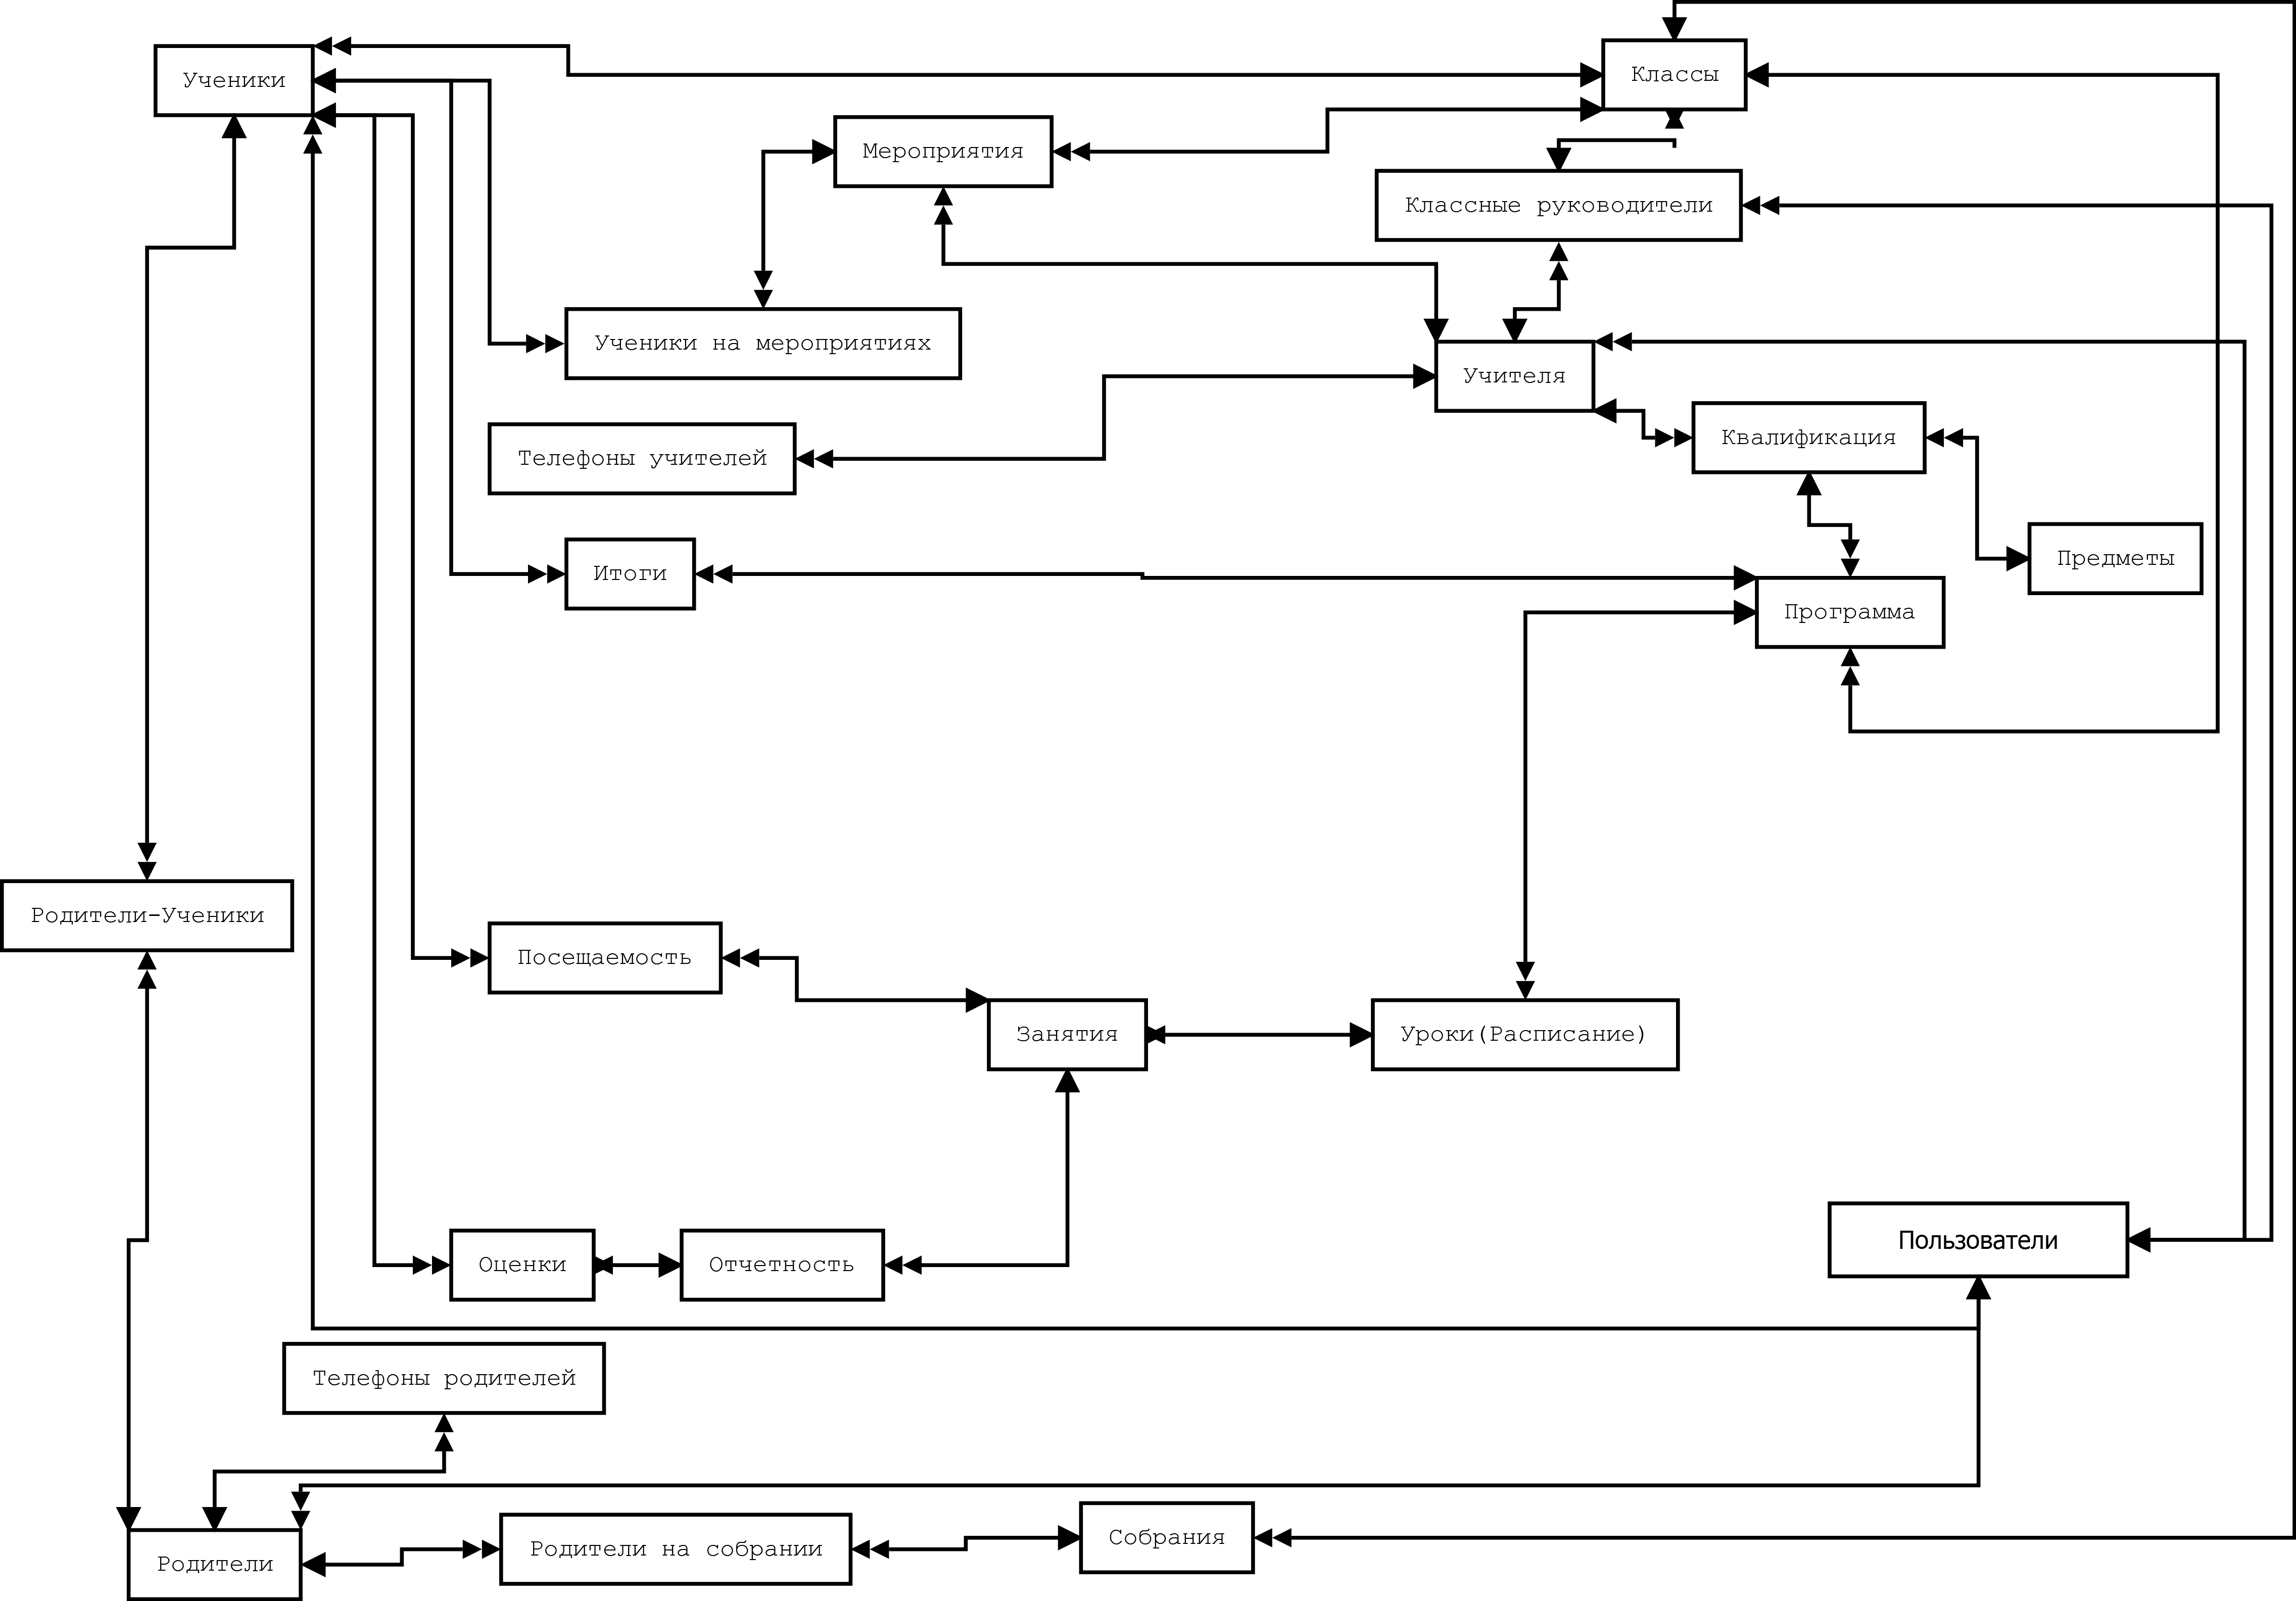 Ученики
Классы
Мероприятия
Классные руководители
Ученики на мероприятиях
Учителя
Телефоны учителей
Квалификация
Предметы
Итоги
Программа
Родители-Ученики
Посещаемость
Занятия
Уроки(Расписание)
Пользователи
Оценки
Отчетность
Телефоны родителей
Собрания
Родители на собрании
Родители